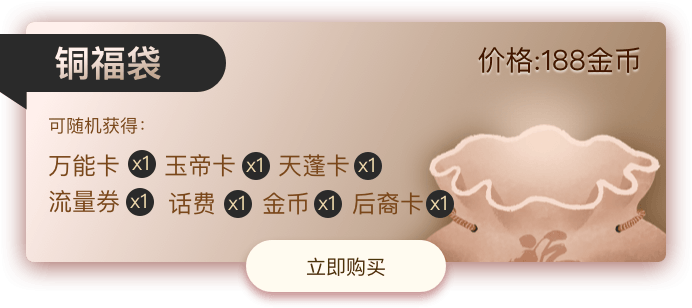 铜福袋
价格:188金币
可随机获得:
万能卡 x1 玉帝卡 x1 天蓬卡 x1
流量券 x1 话费 x1 金币 x1 后裔卡 x1
立即购买